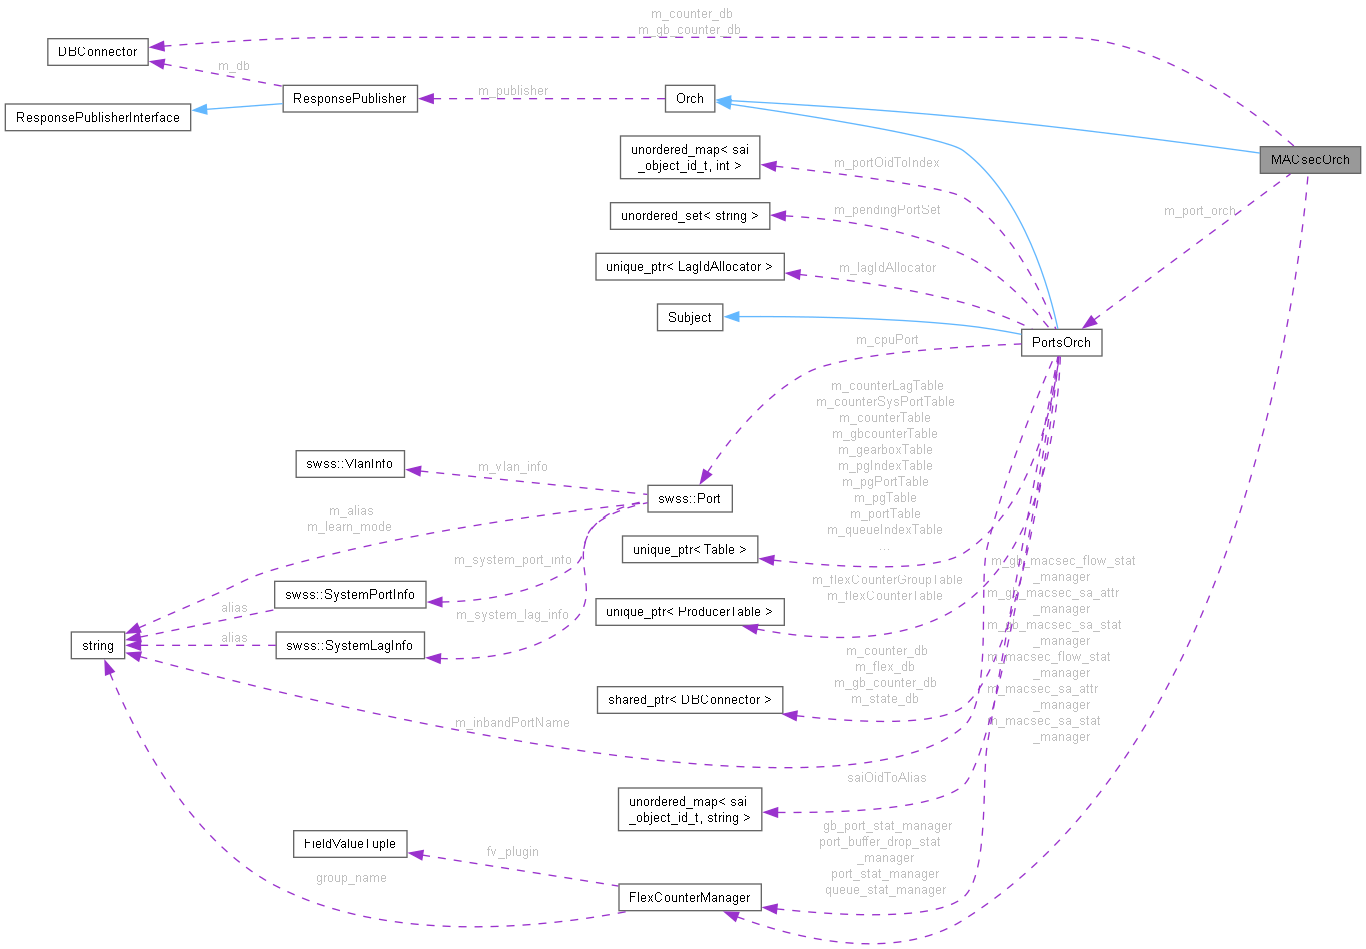 m_counter_db
m_gb_counter_db
DBConnector
m_db
ResponsePublisher
m_publisher
Orch
ResponsePublisherInterface
unordered_map< sai
_object_id_t, int >
m_portOidToIndex
MACsecOrch
unordered_set< string >
m_pendingPortSet
m_port_orch
unique_ptr< LagIdAllocator >
m_lagIdAllocator
Subject
m_cpuPort
PortsOrch
m_counterLagTable
m_counterSysPortTable
m_counterTable
m_gbcounterTable
m_gearboxTable
m_pgIndexTable
m_pgPortTable
m_pgTable
m_portTable
m_queueIndexTable
...
swss::VlanInfo
m_vlan_info
swss::Port
m_alias
m_learn_mode
unique_ptr< Table >
m_system_port_info
swss::SystemPortInfo
m_flexCounterGroupTable
m_flexCounterTable
unique_ptr< ProducerTable >
m_gb_macsec_flow_stat
_manager
m_gb_macsec_sa_attr
_manager
m_gb_macsec_sa_stat
_manager
m_macsec_flow_stat
_manager
m_macsec_sa_attr
_manager
m_macsec_sa_stat
_manager
alias
m_system_lag_info
string
alias
swss::SystemLagInfo
m_counter_db
m_flex_db
m_gb_counter_db
m_state_db
shared_ptr< DBConnector >
m_inbandPortName
saiOidToAlias
unordered_map< sai
_object_id_t, string >
gb_port_stat_manager
port_buffer_drop_stat
_manager
port_stat_manager
queue_stat_manager
FieldValueTuple
fv_plugin
group_name
FlexCounterManager